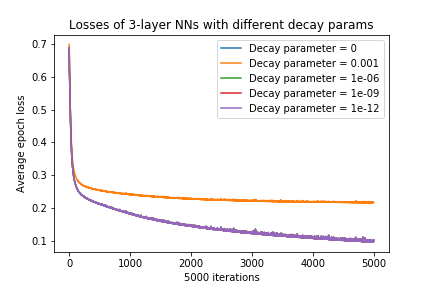 Losses of 3-layer NNs with different decay params
0.7
0.6
0.5
0.4
0.3
0.2
0.1
Average epoch loss
Decay parameter = 0
Decay parameter = 0.001
Decay parameter = 1e-06
Decay parameter = 1e-09
Decay parameter = 1e-12
0 1000 2000 3000 4000 5000
5000 iterations